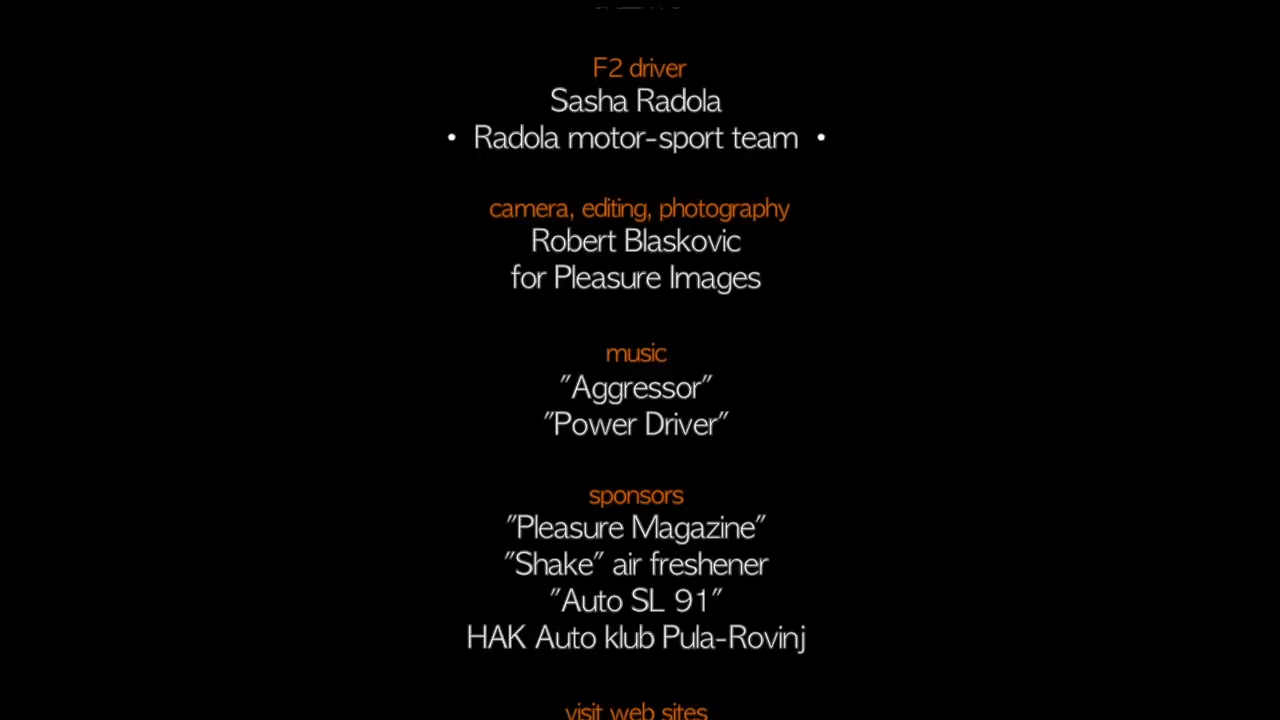 F2 driver
Sasha Radola
• Radola motor-sport team •
camera, editing, photography
Robert Blaskovic
for Pleasure Images
music
"Aggressor"
"Power Driver"
sponsors
"Pleasure Magazine"
"Shake" air freshener
"Auto SL 91"
HAK Auto klub Pula-Rovinj
visit web sites